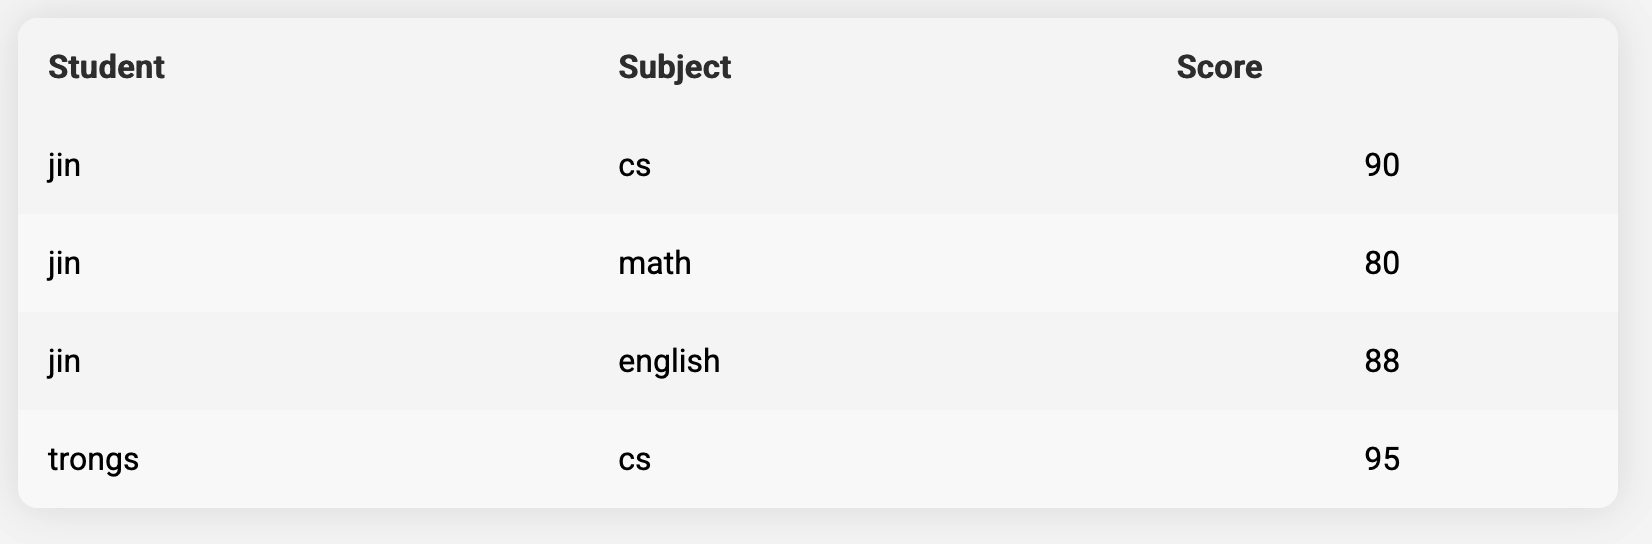 Student Subject Score
jin cs 90
jin math 80
jin english 88
trongs cs 95